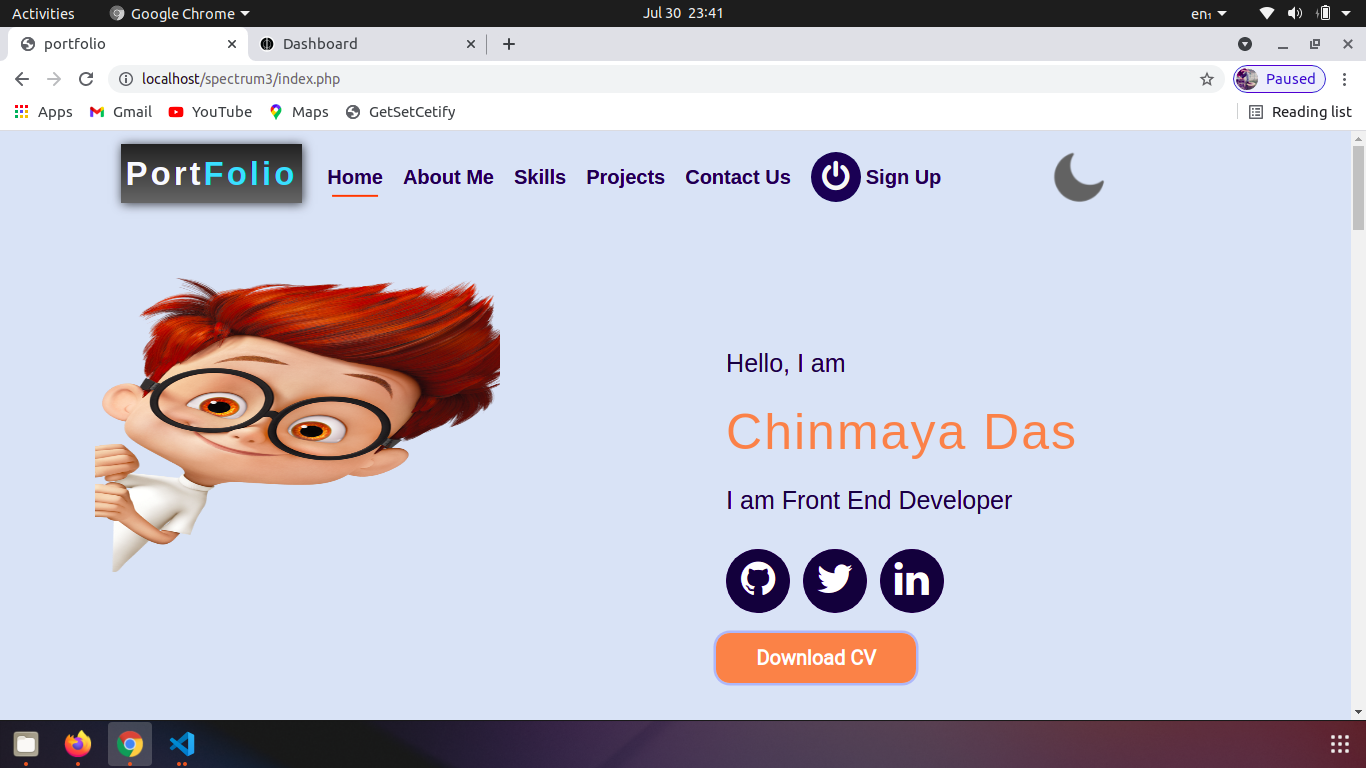 Activities Google Chrome Jul 30 23:41 en₁
portfolio Dashboard
localhost/spectrum3/index.php Paused
Apps Gmail YouTube Maps GetSetCetify Reading list
PortFolio Home About Me Skills Projects Contact Us Sign Up
Hello, I am
Chinmaya Das
I am Front End Developer
in
Download CV